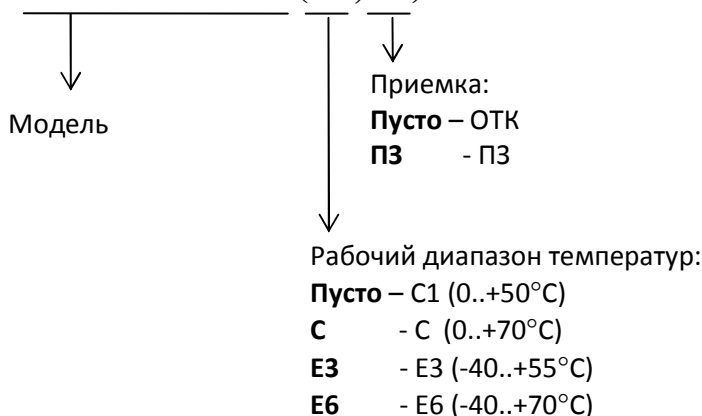 Приемка:
Пусто – ОТК
ПЗ - ПЗ
Модель
Рабочий диапазон температур:
Пусто – С1 (0..+50°С)
С - С (0..+70°С)
Е3 - Е3 (-40..+55°С)
Е6 - Е6 (-40..+70°С)